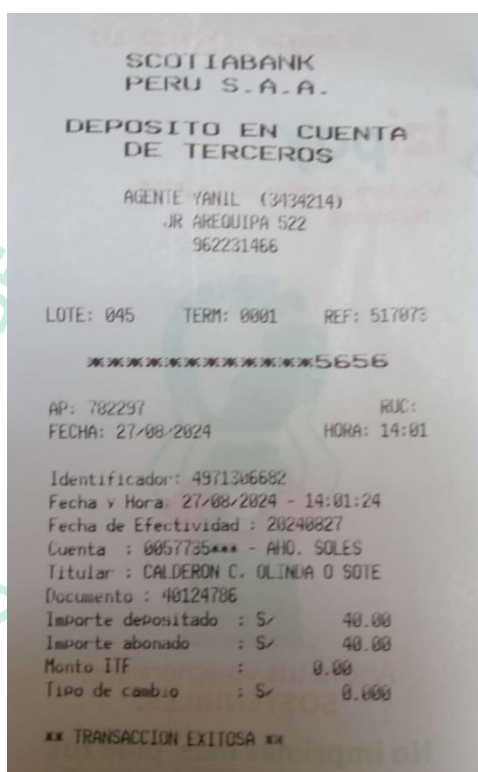 SCOTIABANK
PERU S.A.A.
DEPOSITO EN CUENTA
DE TERCEROS
AGENTE YANIL (3434214)
JR AREQUIPA 522
962231466
LOTE: 045 TERM: 0001 REF: 517073
************5656
AP: 782297 RUC:
FECHA: 27/08/2024 HORA: 14:01
Identificador: 4971306682
Fecha y Hora: 27/08/2024 - 14:01:24
Fecha de Efectividad : 20240827
Cuenta : 0057735*** - AHO. SOLES
Titular : CALDERON C. OLINDA O SOTE
Documento : 40124786
Importe depositado : S/ 40.00
Importe abonado : S/ 40.00
Monto ITF : 0.00
Tipo de cambio : S/ 0.000
** TRANSACCION EXITOSA **